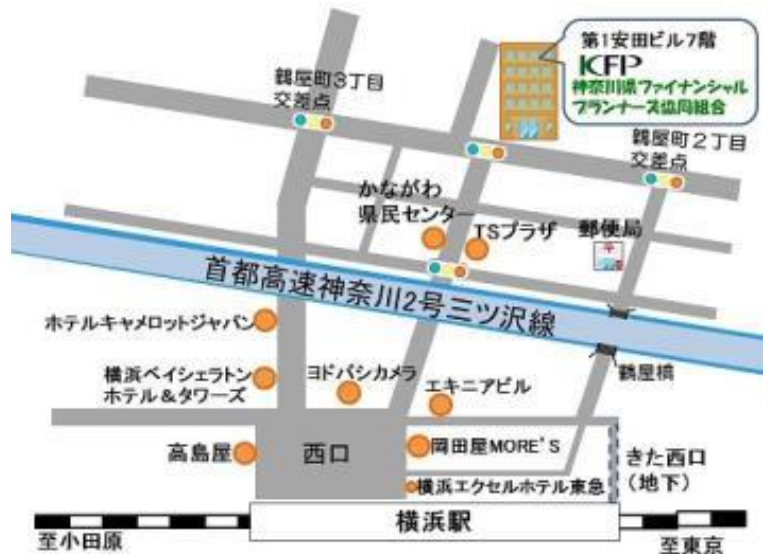 第1安田ビル7階
KFP
神奈川県ファイナンシャル
プランナーズ協同組合
鶴屋町3丁目
交差点
鶴屋町2丁目
交差点
かながわ
県民センター
TSプラザ
郵便局
〒
首都高速神奈川2号三ツ沢線
ホテルキャメロットジャパン
横浜ベイシェラトン
ホテル&タワーズ
ヨドバシカメラ
エキニアビル
鶴屋橋
高島屋
西口
岡田屋MORE'S
きた西口
(地下)
横浜エクセルホテル東急
横浜駅
至小田原
至東京